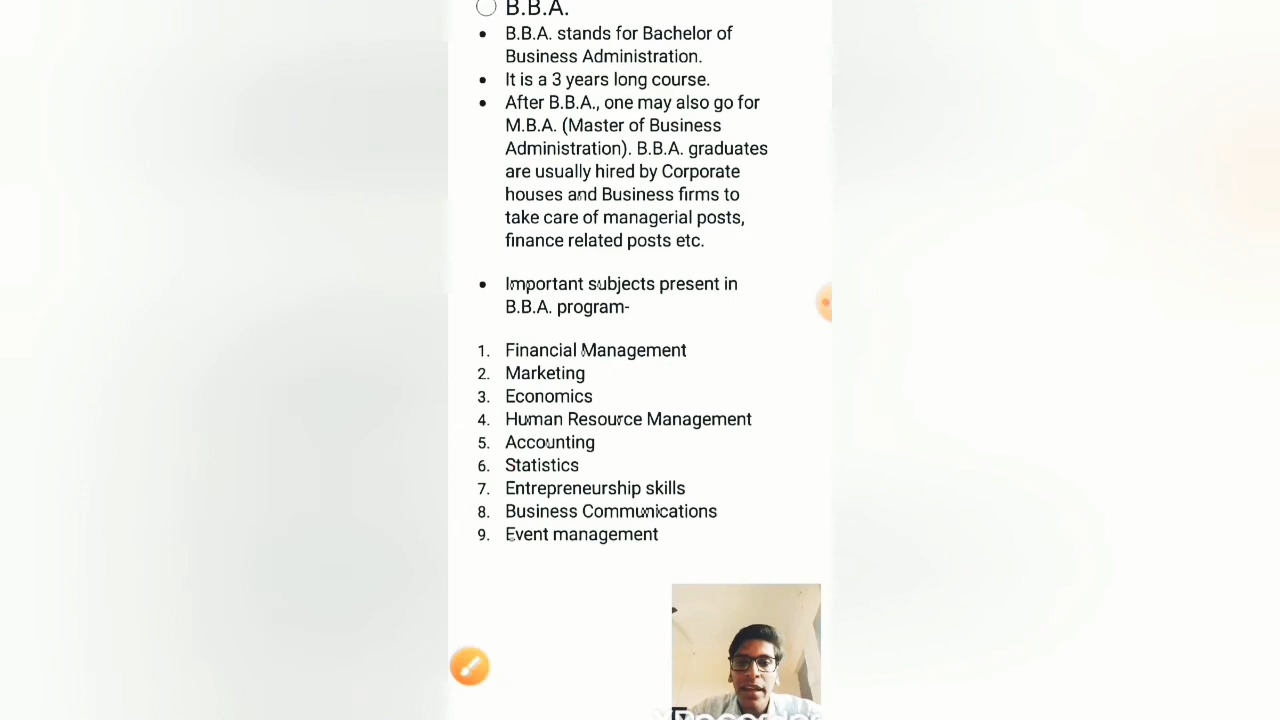 B.B.A.
• B.B.A. stands for Bachelor of
Business Administration.
• It is a 3 years long course.
• After B.B.A., one may also go for
M.B.A. (Master of Business
Administration). B.B.A. graduates
are usually hired by Corporate
houses and Business firms to
take care of managerial posts,
finance related posts etc.
• Important subjects present in
B.B.A. program-
1. Financial Management
2. Marketing
3. Economics
4. Human Resource Management
5. Accounting
6. Statistics
7. Entrepreneurship skills
8. Business Communications
9. Event management